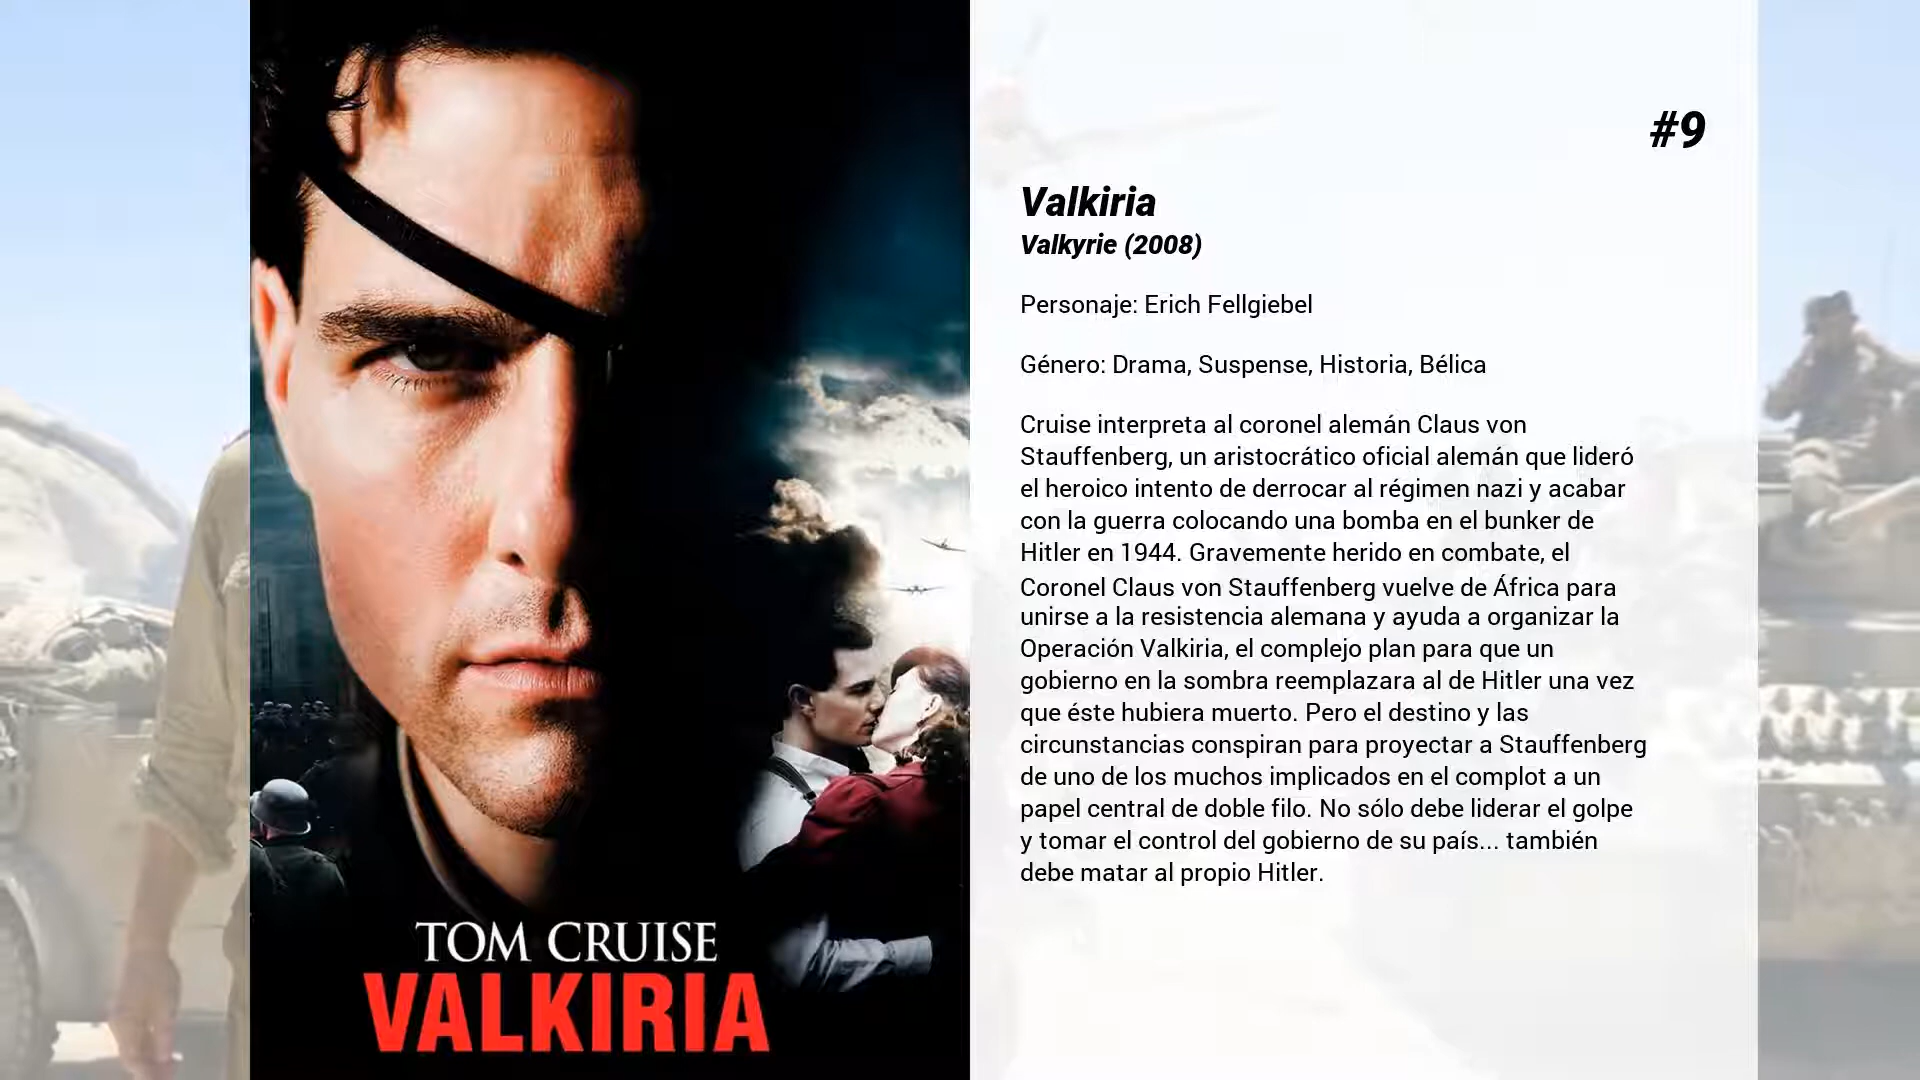 TOM CRUISE
VALKIRIA
#9
Valkiria
Valkyrie (2008)
Personaje: Erich Fellgiebel
Género: Drama, Suspense, Historia, Bélica
Cruise interpreta al coronel alemán Claus von
Stauffenberg, un aristocrático oficial alemán que lideró
el heroico intento de derrocar al régimen nazi y acabar
con la guerra colocando una bomba en el bunker de
Hitler en 1944. Gravemente herido en combate, el
Coronel Claus von Stauffenberg vuelve de África para
unirse a la resistencia alemana y ayuda a organizar la
Operación Valkiria, el complejo plan para que un
gobierno en la sombra reemplazara al de Hitler una vez
que éste hubiera muerto. Pero el destino y las
circunstancias conspiran para proyectar a Stauffenberg
de uno de los muchos implicados en el complot a un
papel central de doble filo. No sólo debe liderar el golpe
y tomar el control del gobierno de su país... también
debe matar al propio Hitler.